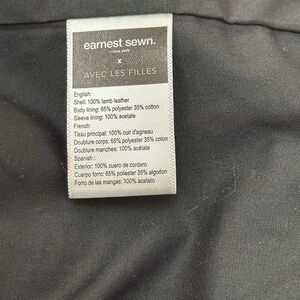 earnest sewn.
new york
x
AVEC LES FILLES
English:
Shell: 100% lamb leather
Body lining: 65% polyester 35% cotton
Sleeve lining: 100% acetate
French:
Tissu principal: 100% cuir d'agneau
Doublure corps: 65% polyester 35% coton
Doublure manches: 100% acétate
Spanish :
Exterior: 100% cuero de cordero
Cuerpo forro: 65% poliéster 35% algodon
Forro de las mangas: 100% acetato